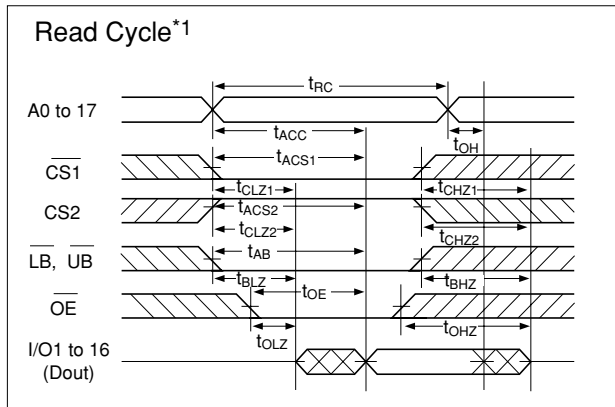 Read Cycle*1
tRC
A0 to 17
tACC
tOH
tACS1
CS1
tCLZ1
tCHZ1
CS2
tACS2
tCLZ2
tCHZ2
tAB
LB, UB
tBLZ
tBHZ
tOE
OE
tOLZ
tOHZ
I/O1 to 16
(Dout)